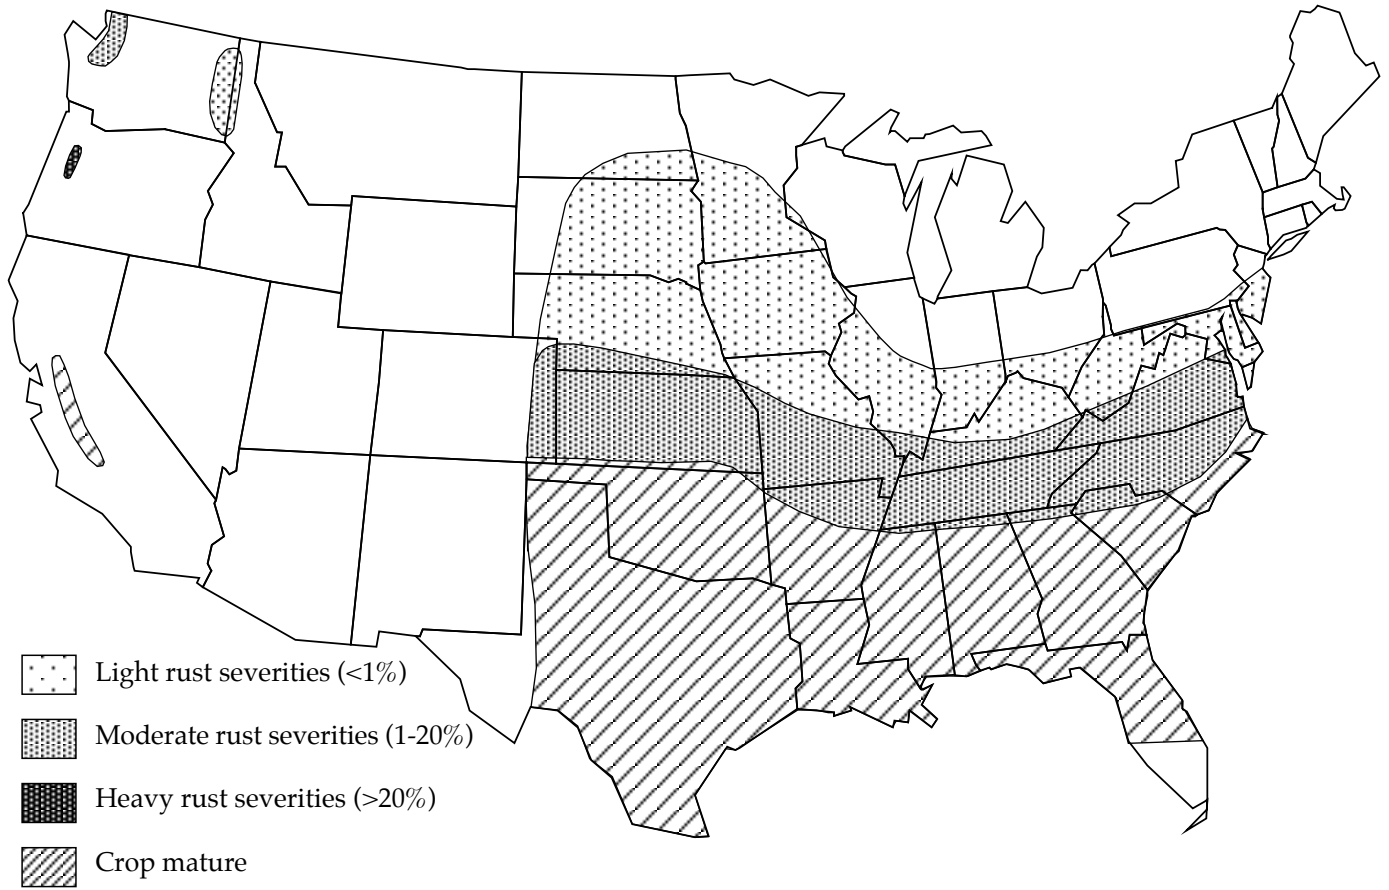 Light rust severities (<1%)
Moderate rust severities (1-20%)
Heavy rust severities (>20%)
Crop mature